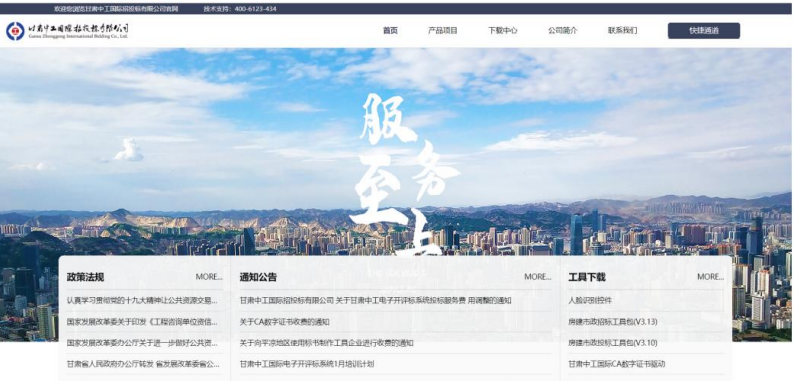 欢迎您浏览甘肃中工国际招投标有限公司官网 技术支持：400-6123-434
甘肃中工国际招投标有限公司
Gansu Zhonggong International Bidding Co., Ltd.
首页 产品项目 下载中心 公司简介 联系我们 快捷通道
服务
至上
政策法规 MORE...
认真学习贯彻党的十九大精神让公共资源交易...
国家发展改革委关于印发《工程咨询单位资信...
国家发展改革委办公厅关于进一步做好公共资...
甘肃省人民政府办公厅转发 省发展改革委省公...
通知公告 MORE...
甘肃中工国际招投标有限公司 关于甘肃中工电子开评标系统投标服务费 用调整的通知
关于CA数字证书收费的通知
关于向平凉地区使用标书制作工具企业进行收费的通知
甘肃中工国际电子开评标系统1月培训计划
工具下载 MORE...
人脸识别控件
房建市政招标工具包(V3.13)
房建市政投标工具包(V3.10)
甘肃中工国际CA数字证书驱动